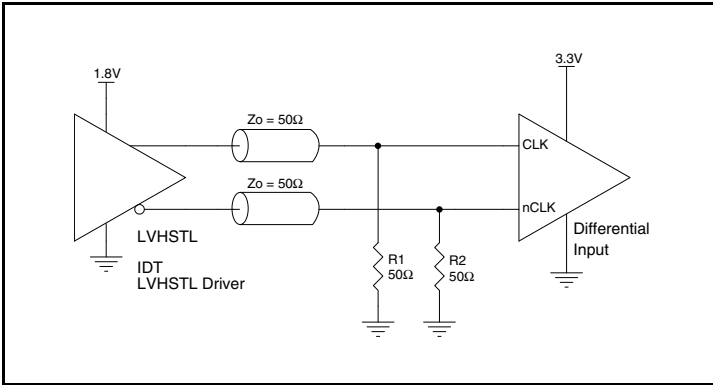 1.8V
3.3V
Zo = 50Ω
CLK
Zo = 50Ω
nCLK
LVHSTL
IDT
LVHSTL Driver
R1
50Ω
R2
50Ω
Differential
Input